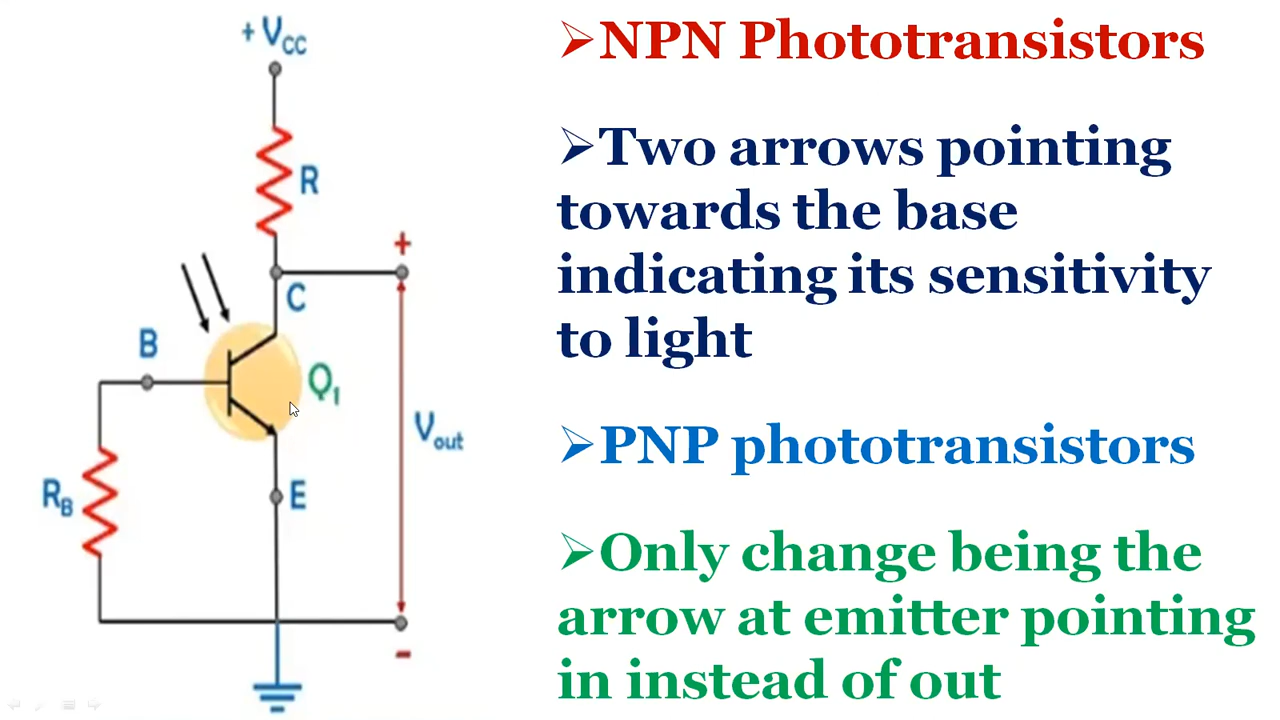 + VCC
R
+
C
B
Q1
Vout
RB
E
-
➢NPN Phototransistors
➢Two arrows pointing
towards the base
indicating its sensitivity
to light
➢PNP phototransistors
➢Only change being the
arrow at emitter pointing
in instead of out